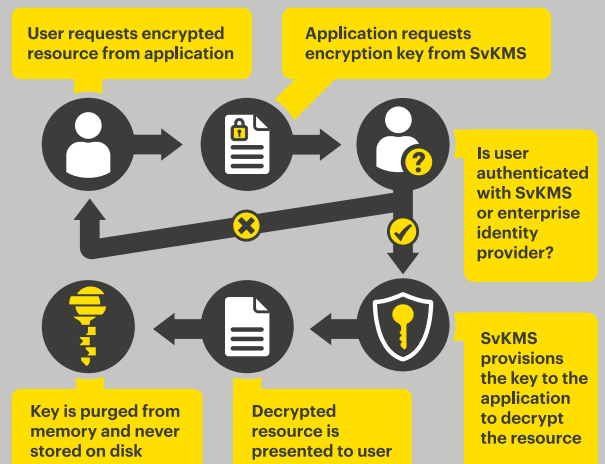 User requests encrypted
resource from application
Application requests
encryption key from SvKMS
?
Is user
authenticated
with SvKMS
or enterprise
identity
provider?
SvKMS
provisions
the key to the
application
to decrypt
the resource
Decrypted
resource is
presented to user
Key is purged from
memory and never
stored on disk